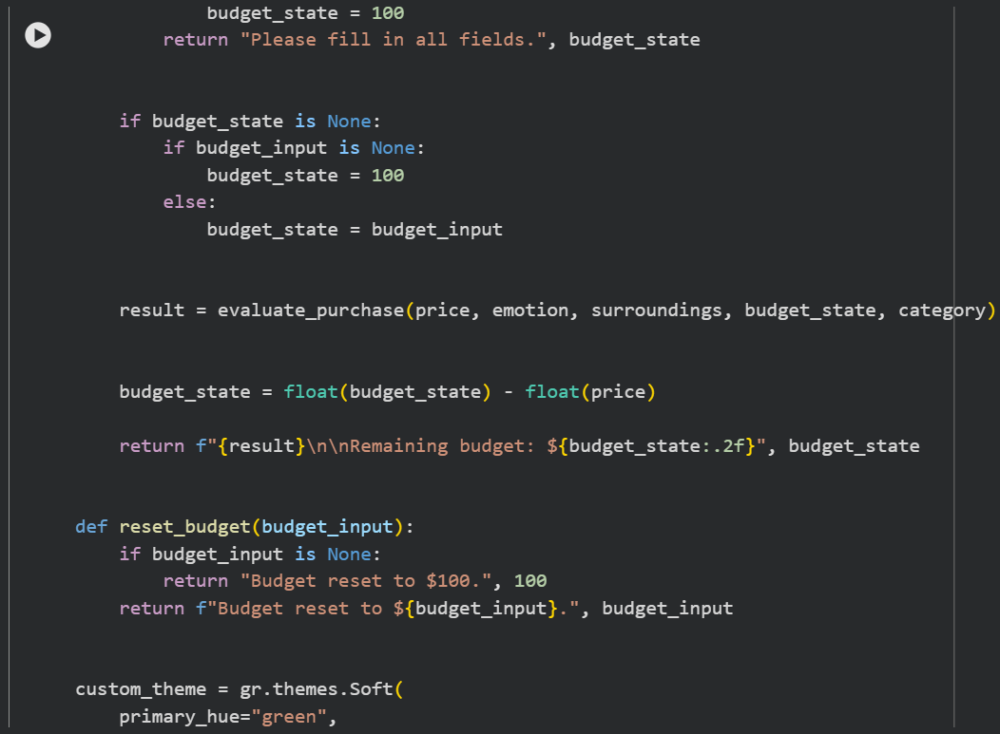 budget_state = 100
return "Please fill in all fields.", budget_state
if budget_state is None:
if budget_input is None:
budget_state = 100
else:
budget_state = budget_input
result = evaluate_purchase(price, emotion, surroundings, budget_state, category)
budget_state = float(budget_state) - float(price)
return f"{result}\n\nRemaining budget: ${budget_state:.2f}", budget_state
def reset_budget(budget_input):
if budget_input is None:
return "Budget reset to $100.", 100
return f"Budget reset to ${budget_input}.", budget_input
custom_theme = gr.themes.Soft(
primary_hue="green",